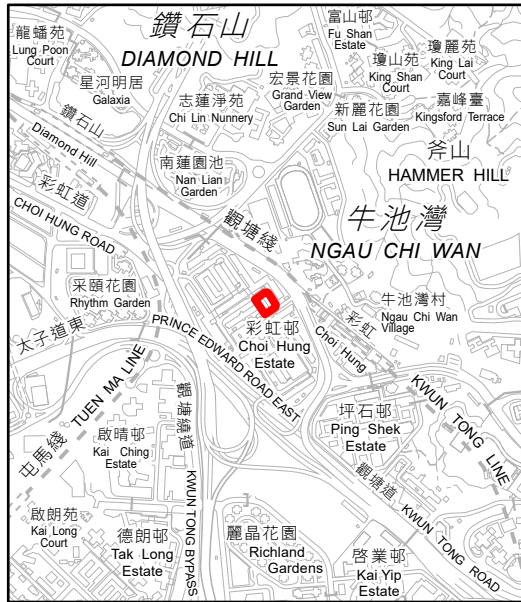 鑽石山
DIAMOND HILL
龍蟠苑
Lung Poon
Court
星河明居
Galaxia
志蓮淨苑
Chi Lin Nunnery
宏景花園
Grand View
Garden
富山邨
Fu Shan
Estate
瓊山苑
King Shan
Court
瓊麗苑
King Lai
Court
嘉峰臺
Kingsford Terrace
新麗花園
Sun Lai Garden
斧山
HAMMER HILL
鑽石山
Diamond Hill
南蓮園池
Nan Lian
Garden
彩虹道
CHOI HUNG ROAD
觀塘綫
牛池灣
NGAU CHI WAN
采頤花園
Rhythm Garden
太子道東
PRINCE EDWARD ROAD EAST
彩虹邨
Choi Hung
Estate
彩虹
Choi Hung
牛池灣村
Ngau Chi Wan
Village
屯馬綫
TUEN MA LINE
KWUN TONG LINE
坪石邨
Ping Shek
Estate
啟晴邨
Kai Ching
Estate
觀塘繞道
KWUN TONG BYPASS
觀塘道
KWUN TONG ROAD
啟朗苑
Kai Long
Court
德朗邨
Tak Long
Estate
麗晶花園
Richland
Gardens
啓業邨
Kai Yip
Estate